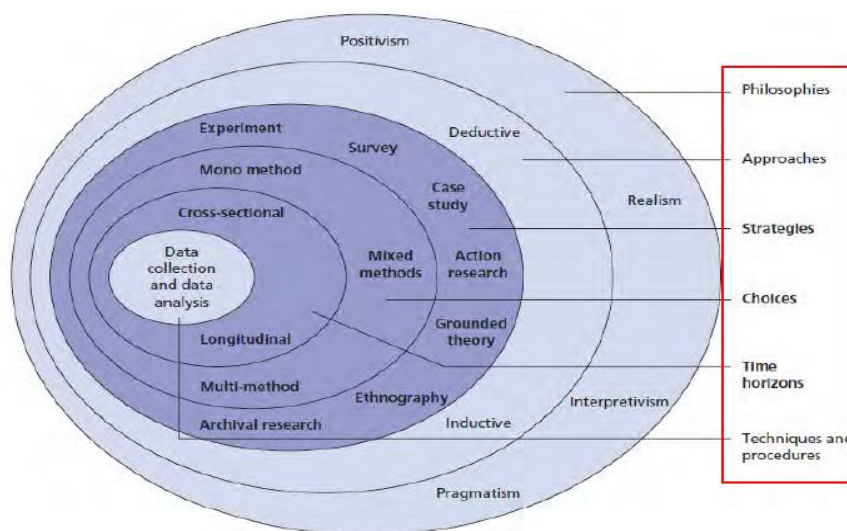 Positivism
Philosophies
Experiment
Deductive
Survey
Approaches
Mono method
Case
study
Realism
Cross-sectional
Strategies
Data
collection
and data
analysis
Mixed
methods
Action
research
Choices
Grounded
theory
Longitudinal
Time
horizons
Multi-method
Ethnography
Interpretivism
Archival research
Inductive
Techniques and
procedures
Pragmatism